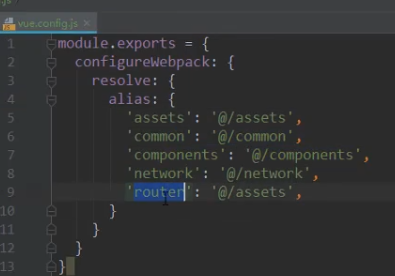 vue.config.js
1 module.exports = {
2 configureWebpack: {
3 resolve: {
4 alias: {
5 'assets': '@/assets',
6 'common': '@/common',
7 'components': '@/components',
8 'network': '@/network',
9 'router': '@/assets',
10 }
11 }
12 }
13 }